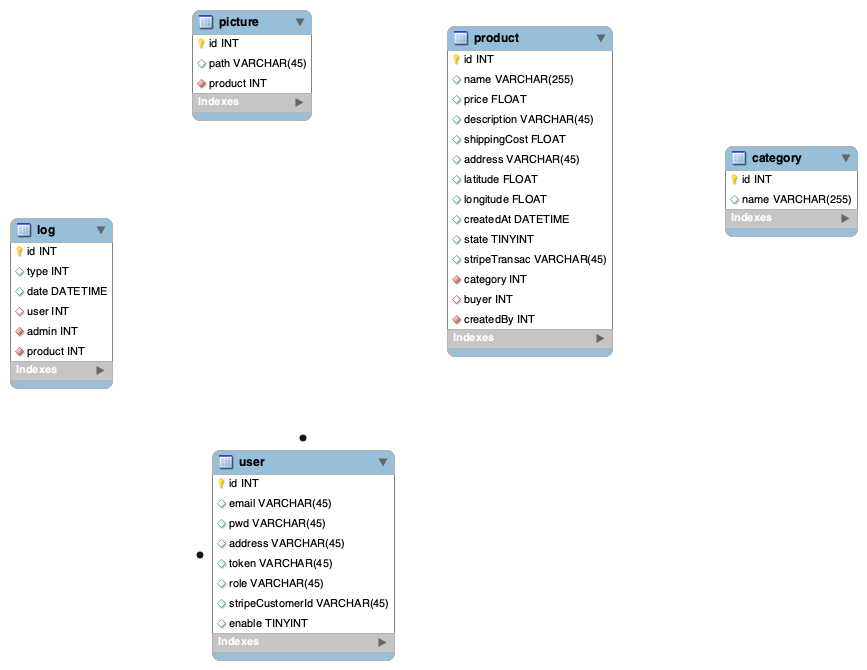 picture
id INT
path VARCHAR(45)
product INT
Indexes
product
id INT
name VARCHAR(255)
price FLOAT
description VARCHAR(45)
shippingCost FLOAT
address VARCHAR(45)
latitude FLOAT
longitude FLOAT
createdAt DATETIME
state TINYINT
stripeTransac VARCHAR(45)
category INT
buyer INT
createdBy INT
Indexes
category
id INT
name VARCHAR(255)
Indexes
log
id INT
type INT
date DATETIME
user INT
admin INT
product INT
Indexes
user
id INT
email VARCHAR(45)
pwd VARCHAR(45)
address VARCHAR(45)
token VARCHAR(45)
role VARCHAR(45)
stripeCustomerId VARCHAR(45)
enable TINYINT
Indexes